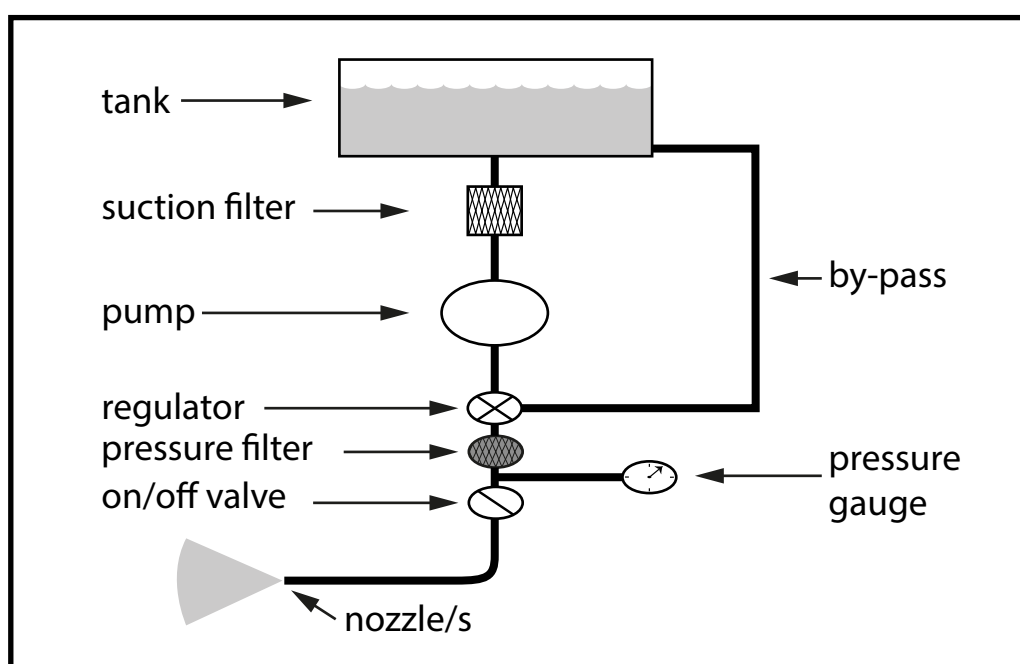 tank
suction filter
by-pass
pump
regulator
pressure filter
pressure
gauge
on/off valve
nozzle/s